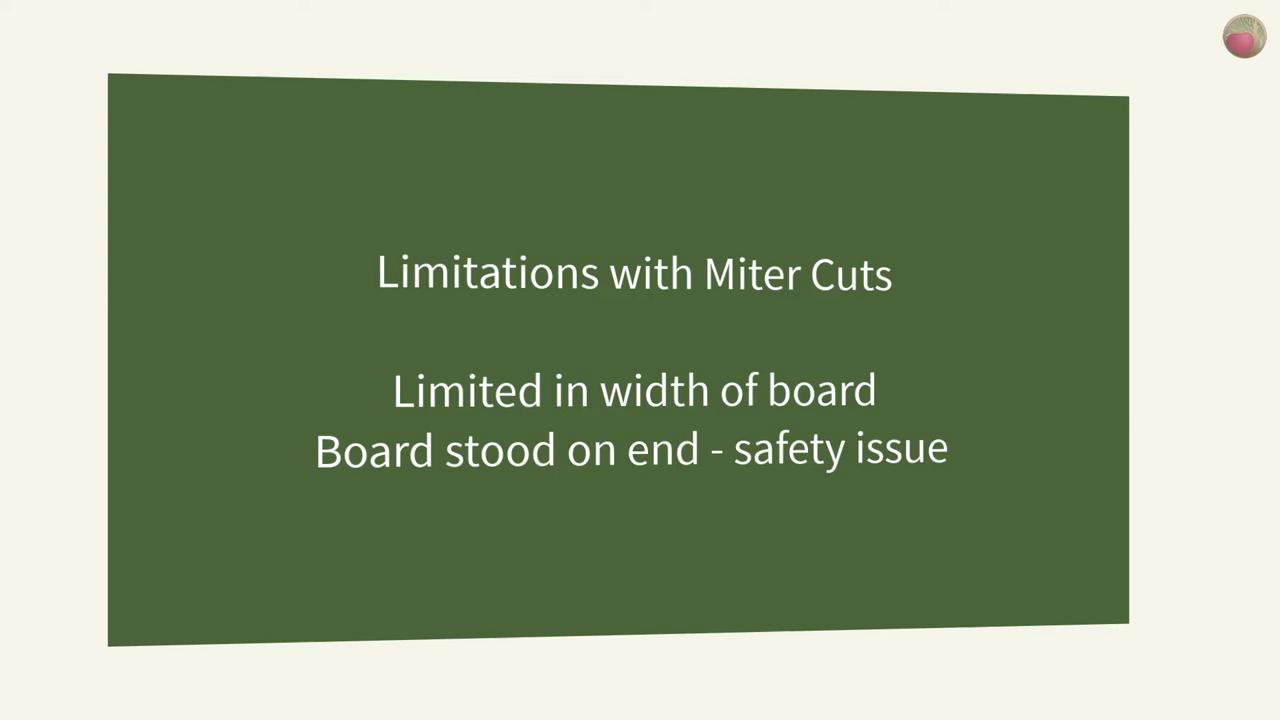 Limitations with Miter Cuts
Limited in width of board
Board stood on end - safety issue